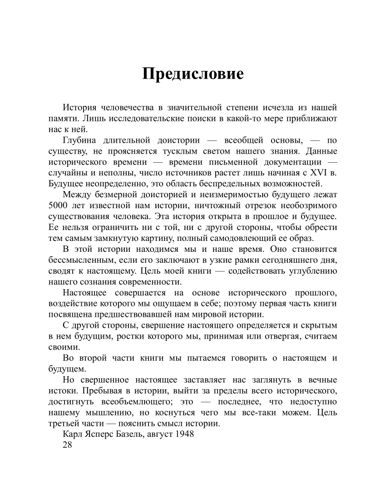 Предисловие
История человечества в значительной степени исчезла из нашей
памяти. Лишь исследовательские поиски в какой-то мере приближают
нас к ней.
Глубина длительной доистории — всеобщей основы, — по
существу, не проясняется тусклым светом нашего знания. Данные
исторического времени — времени письменной документации —
случайны и неполны, число источников растет лишь начиная с XVI в.
Будущее неопределенно, это область беспредельных возможностей.
Между безмерной доисторией и неизмеримостью будущего лежат
5000 лет известной нам истории, ничтожный отрезок необозримого
существования человека. Эта история открыта в прошлое и будущее.
Ее нельзя ограничить ни с той, ни с другой стороны, чтобы обрести
тем самым замкнутую картину, полный самодовлеющий ее образ.
В этой истории находимся мы и наше время. Оно становится
бессмысленным, если его заключают в узкие рамки сегодняшнего дня,
сводят к настоящему. Цель моей книги — содействовать углублению
нашего сознания современности.
Настоящее совершается на основе исторического прошлого,
воздействие которого мы ощущаем в себе; поэтому первая часть книги
посвящена предшествовавшей нам мировой истории.
С другой стороны, свершение настоящего определяется и скрытым
в нем будущим, ростки которого мы, принимая или отвергая, считаем
своими.
Во второй части книги мы пытаемся говорить о настоящем и
будущем.
Но свершенное настоящее заставляет нас заглянуть в вечные
истоки. Пребывая в истории, выйти за пределы всего исторического,
достигнуть всеобъемлющего; это — последнее, что недоступно
нашему мышлению, но коснуться чего мы все-таки можем. Цель
третьей части — пояснить смысл истории.
Карл Ясперс Базель, август 1948
28